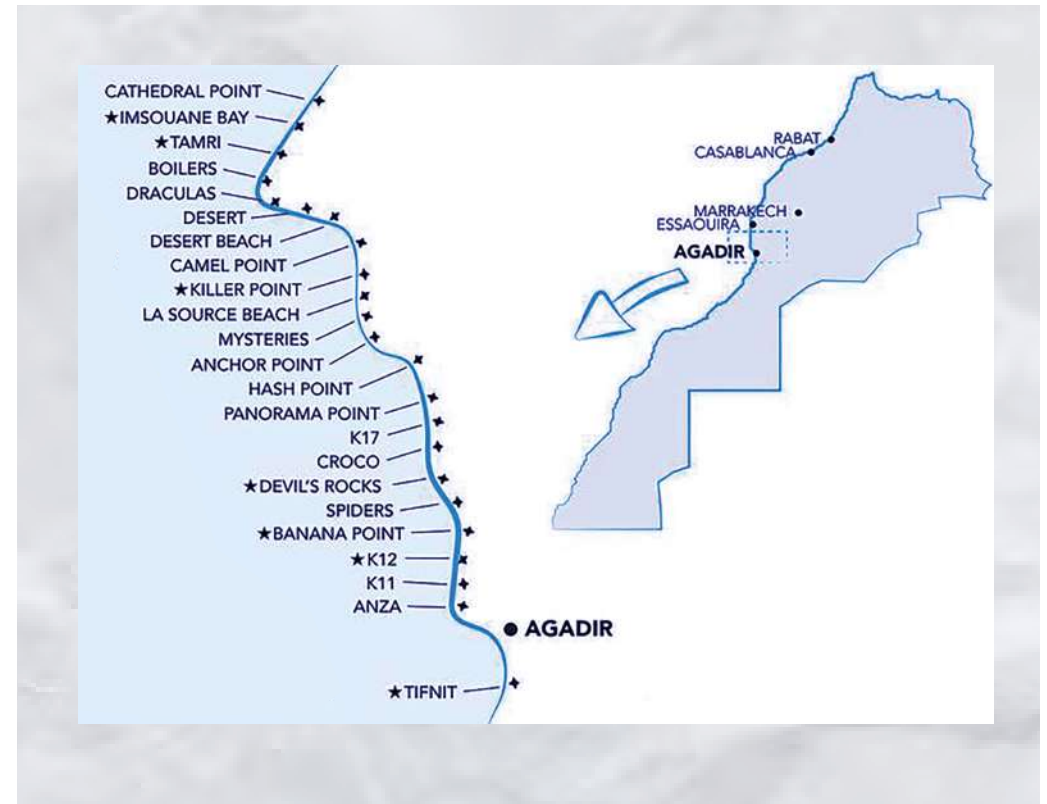 CATHEDRAL POINT
★IMSOUANE BAY
★TAMRI
BOILERS
DRACULAS
DESERT
DESERT BEACH
CAMEL POINT
★KILLER POINT
LA SOURCE BEACH
MYSTERIES
ANCHOR POINT
HASH POINT
PANORAMA POINT
K17
CROCO
★DEVIL'S ROCKS
SPIDERS
★BANANA POINT
★K12
K11
ANZA
AGADIR
★TIFNIT
RABAT
CASABLANCA
MARRAKECH
ESSAOUIRA
AGADIR